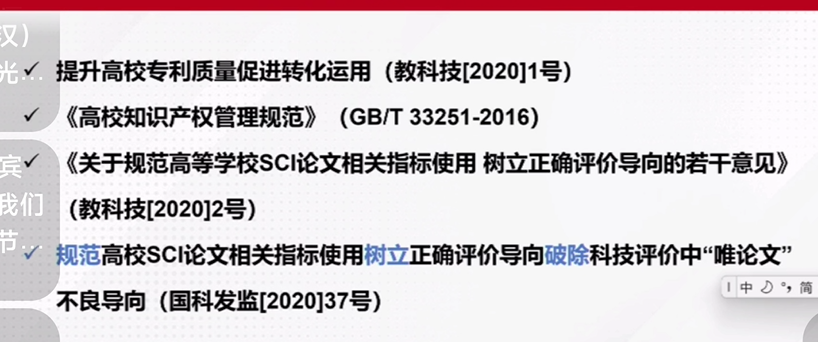 汉）
光…
✓ 提升高校专利质量促进转化运用（教科技[2020]1号）
✓ 《高校知识产权管理规范》（GB/T 33251-2016）
宾
我们
节…
✓ 《关于规范高等学校SCI论文相关指标使用 树立正确评价导向的若干意见》
（教科技[2020]2号）
✓ 规范高校SCI论文相关指标使用树立正确评价导向破除科技评价中“唯论文”
不良导向（国科发监[2020]37号）
中 °, 简